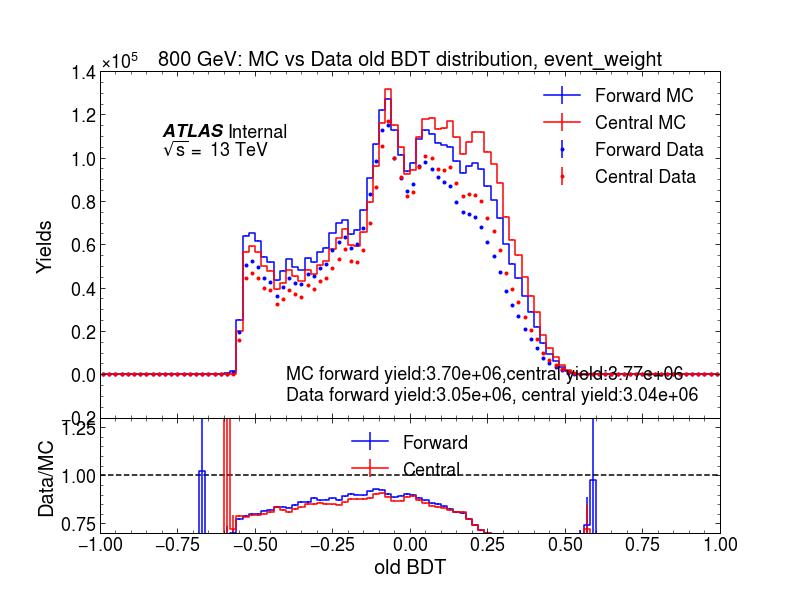 ×10⁵ 800 GeV: MC vs Data old BDT distribution, event_weight
1.4
1.2
1.0
0.8
0.6
0.4
0.2
0.0
0.2
Yields
ATLAS Internal
√s = 13 TeV
Forward MC
Central MC
Forward Data
Central Data
MC forward yield:3.70e+06,central yield:3.77e+06
Data forward yield:3.05e+06, central yield:3.04e+06
1.25
1.00
0.75
Data/MC
Forward
Central
−1.00 −0.75 −0.50 −0.25 0.00 0.25 0.50 0.75 1.00
old BDT